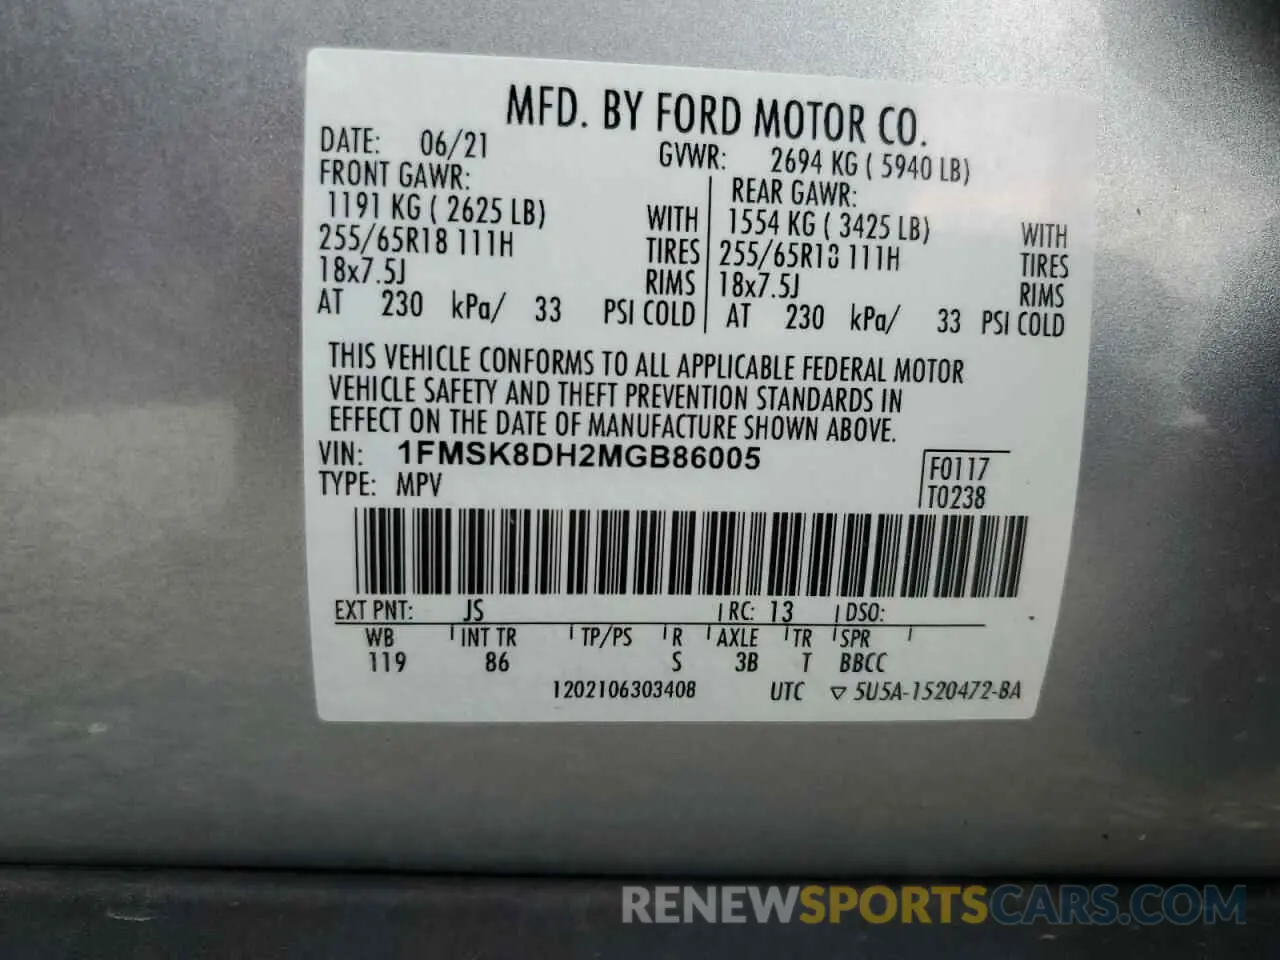 MFD. BY FORD MOTOR CO.
DATE: 06/21 GVWR: 2694 KG ( 5940 LB)
FRONT GAWR: REAR GAWR:
1191 KG ( 2625 LB) WITH 1554 KG ( 3425 LB) WITH
255/65R18 111H TIRES 255/65R18 111H TIRES
18x7.5J RIMS 18x7.5J RIMS
AT 230 kPa/ 33 PSI COLD AT 230 kPa/ 33 PSI COLD
THIS VEHICLE CONFORMS TO ALL APPLICABLE FEDERAL MOTOR
VEHICLE SAFETY AND THEFT PREVENTION STANDARDS IN
EFFECT ON THE DATE OF MANUFACTURE SHOWN ABOVE.
VIN: 1FMSK8DH2MGB86005
TYPE: MPV
F0117
T0238
EXT PNT: JS RC: 13 DSO:
WB INT TR TP/PS R AXLE TR SPR
119 86 S 3B T BBCC
1202106303408 UTC ▽ 5U5A-1520472-BA
RENEWSPORTSCARS.COM